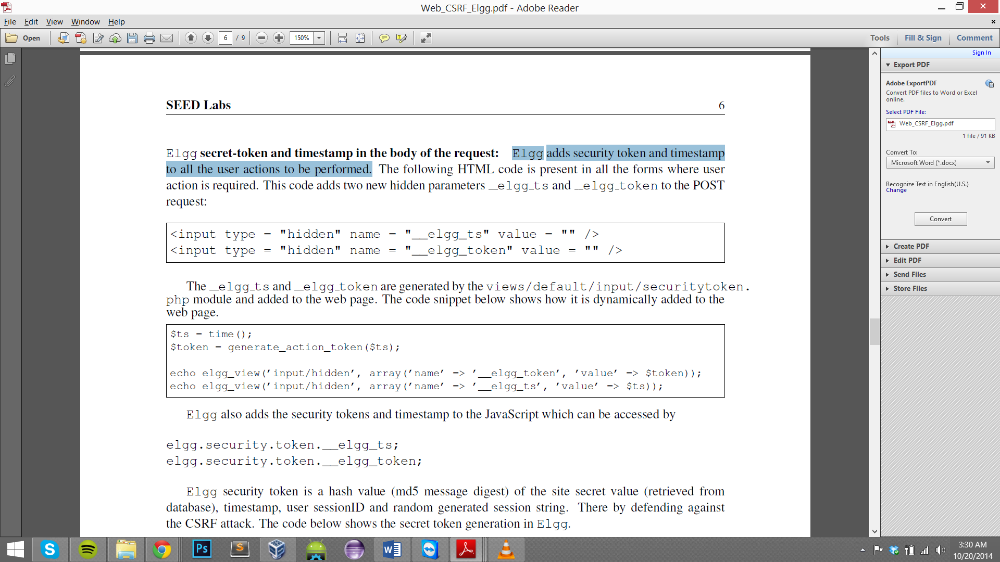 Web_CSRF_Elgg.pdf - Adobe Reader
File Edit View Window Help
Open 6 / 9 150% Tools Fill & Sign Comment
Sign In
Export PDF
Adobe ExportPDF
Convert PDF files to Word or Excel
online.
Select PDF File:
Web_CSRF_Elgg.pdf
1 file / 91 KB
Convert To:
Microsoft Word (*.docx)
Recognize Text in English(U.S.)
Change
Convert
Create PDF
Edit PDF
Send Files
Store Files
SEED Labs 6
Elgg secret-token and timestamp in the body of the request: Elgg adds security token and timestamp
to all the user actions to be performed. The following HTML code is present in all the forms where user
action is required. This code adds two new hidden parameters __elgg_ts and __elgg_token to the POST
request:
<input type = "hidden" name = "__elgg_ts" value = "" />
<input type = "hidden" name = "__elgg_token" value = "" />
The __elgg_ts and __elgg_token are generated by the views/default/input/securitytoken.
php module and added to the web page. The code snippet below shows how it is dynamically added to the
web page.
$ts = time();
$token = generate_action_token($ts);
echo elgg_view('input/hidden', array('name' => '__elgg_token', 'value' => $token));
echo elgg_view('input/hidden', array('name' => '__elgg_ts', 'value' => $ts));
Elgg also adds the security tokens and timestamp to the JavaScript which can be accessed by
elgg.security.token.__elgg_ts;
elgg.security.token.__elgg_token;
Elgg security token is a hash value (md5 message digest) of the site secret value (retrieved from
database), timestamp, user sessionID and random generated session string. There by defending against
the CSRF attack. The code below shows the secret token generation in Elgg.
Ps
3:30 AM
10/20/2014